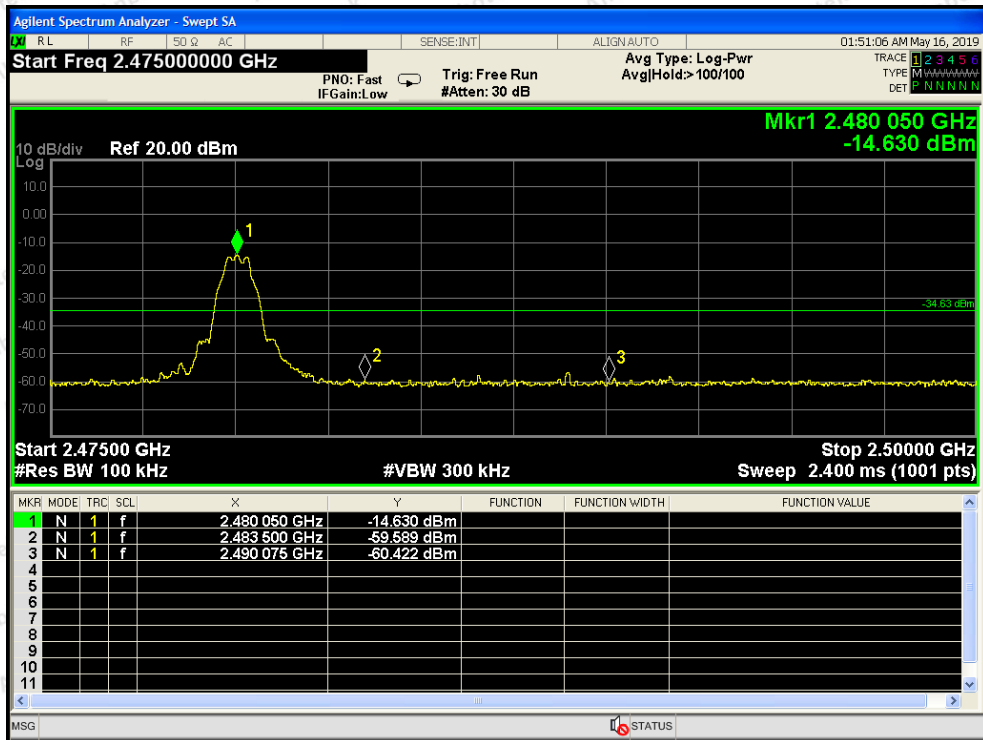 Agilent Spectrum Analyzer - Swept SA
LXI RL RF 50 Ω AC SENSE:INT ALIGN AUTO 01:51:06 AM May 16, 2019
Start Freq 2.475000000 GHz
PNO: Fast
IFGain:Low
Trig: Free Run
#Atten: 30 dB
Avg Type: Log-Pwr
Avg|Hold:>100/100
TRACE 1 2 3 4 5 6
TYPE M
DET P N N N N N
Mkr1 2.480 050 GHz
-14.630 dBm
10 dB/div Ref 20.00 dBm
Log
10.0
0.00
-10.0
-20.0
-30.0
-40.0
-50.0
-60.0
-70.0
1
2
3
-34.63 dBm
Start 2.47500 GHz Stop 2.50000 GHz
#Res BW 100 kHz #VBW 300 kHz Sweep 2.400 ms (1001 pts)
MKR MODE TRC SCL X Y FUNCTION FUNCTION WIDTH FUNCTION VALUE
1 N 1 f 2.480 050 GHz -14.630 dBm
2 N 1 f 2.483 500 GHz -59.589 dBm
3 N 1 f 2.490 075 GHz -60.422 dBm
4
5
6
7
8
9
10
11
MSG STATUS